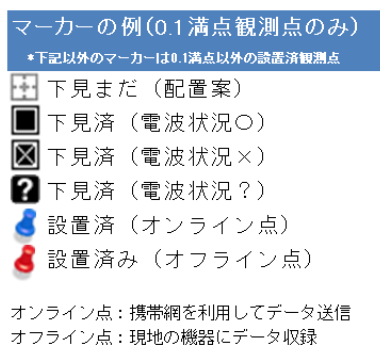 マーカーの例(0.1満点観測点のみ)
*下記以外のマーカーは0.1満点以外の設置済観測点
下見まだ（配置案）
下見済（電波状況○）
下見済（電波状況×）
? 下見済（電波状況？）
設置済（オンライン点）
設置済み（オフライン点）
オンライン点：携帯網を利用してデータ送信
オフライン点：現地の機器にデータ収録